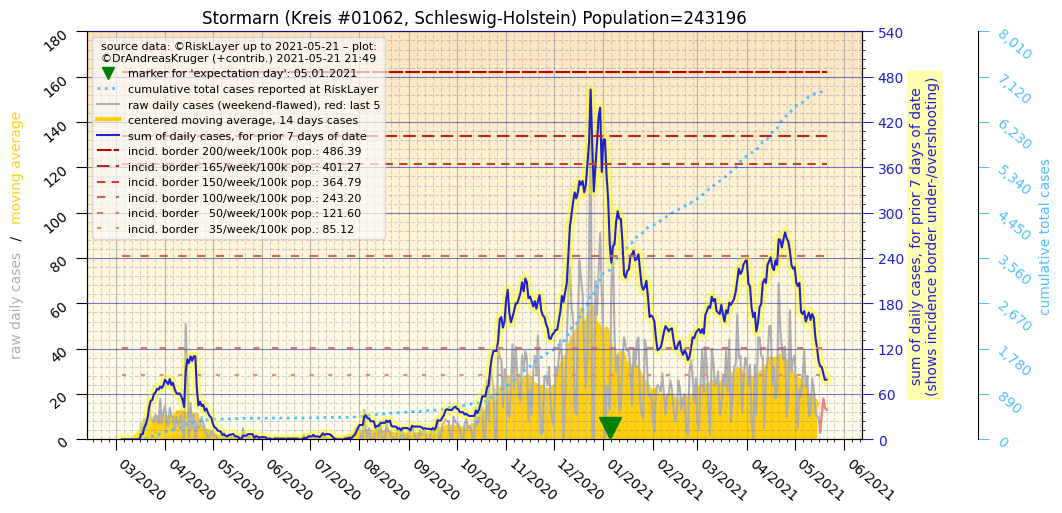 Stormarn (Kreis #01062, Schleswig-Holstein) Population=243196
source data: ©RiskLayer up to 2021-05-21 – plot:
©DrAndreasKruger (+contrib.) 2021-05-21 21:49
marker for 'expectation day': 05.01.2021
cumulative total cases reported at RiskLayer
raw daily cases (weekend-flawed), red: last 5
centered moving average, 14 days cases
sum of daily cases, for prior 7 days of date
incid. border 200/week/100k pop.: 486.39
incid. border 165/week/100k pop.: 401.27
incid. border 150/week/100k pop.: 364.79
incid. border 100/week/100k pop.: 243.20
incid. border 50/week/100k pop.: 121.60
incid. border 35/week/100k pop.: 85.12
raw daily cases / moving average
180
160
140
120
100
80
60
40
20
0
03/2020
04/2020
05/2020
06/2020
07/2020
08/2020
09/2020
10/2020
11/2020
12/2020
01/2021
02/2021
03/2021
04/2021
05/2021
06/2021
540
480
420
360
300
240
180
120
60
0
sum of daily cases, for prior 7 days of date
(shows incidence border under-/overshooting)
8,010
7,120
6,230
5,340
4,450
3,560
2,670
1,780
890
0
cumulative total cases